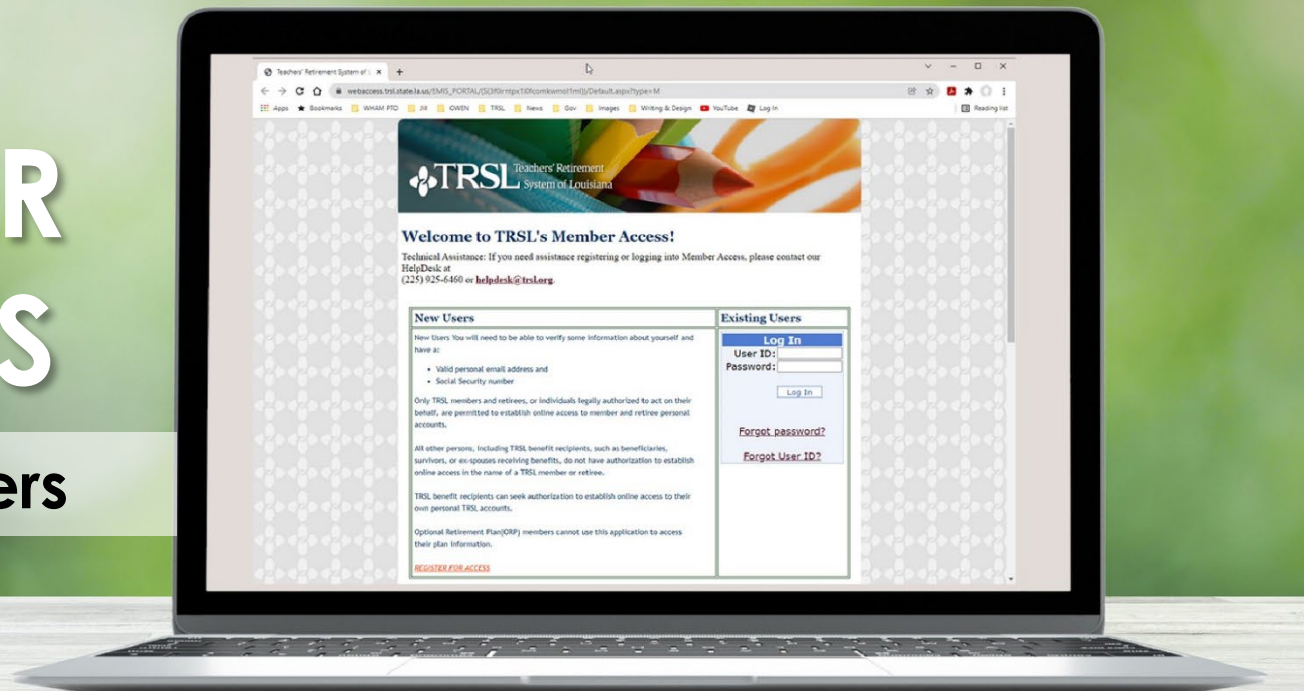 R
S
ers
Teachers' Retirement System of L
webaccess.trsl.state.la.us/EMIS_PORTAL/
Apps Bookmarks WHAM PTO Jill OWEN TRSL News Gov Images Writing & Design YouTube Log In Reading list
TRSL Teachers' Retirement
System of Louisiana
Welcome to TRSL's Member Access!
Technical Assistance: If you need assistance registering or logging into Member Access, please contact our
HelpDesk at
(225) 925-6460 or helpdesk@trsl.org.
New Users
New Users You will need to be able to verify some information about yourself and
have a:
• Valid personal email address and
• Social Security number
Only TRSL members and retirees, or individuals legally authorized to act on their
behalf, are permitted to establish online access to member and retiree personal
accounts.
All other persons, including TRSL benefit recipients, such as beneficiaries,
survivors, or ex-spouses receiving benefits, do not have authorization to establish
online access in the name of a TRSL member or retiree.
TRSL benefit recipients can seek authorization to establish online access to their
own personal TRSL accounts.
Optional Retirement Plan(ORP) members cannot use this application to access
their plan information.
REGISTER FOR ACCESS
Existing Users
Log In
User ID:
Password:
Log In
Forgot password?
Forgot User ID?